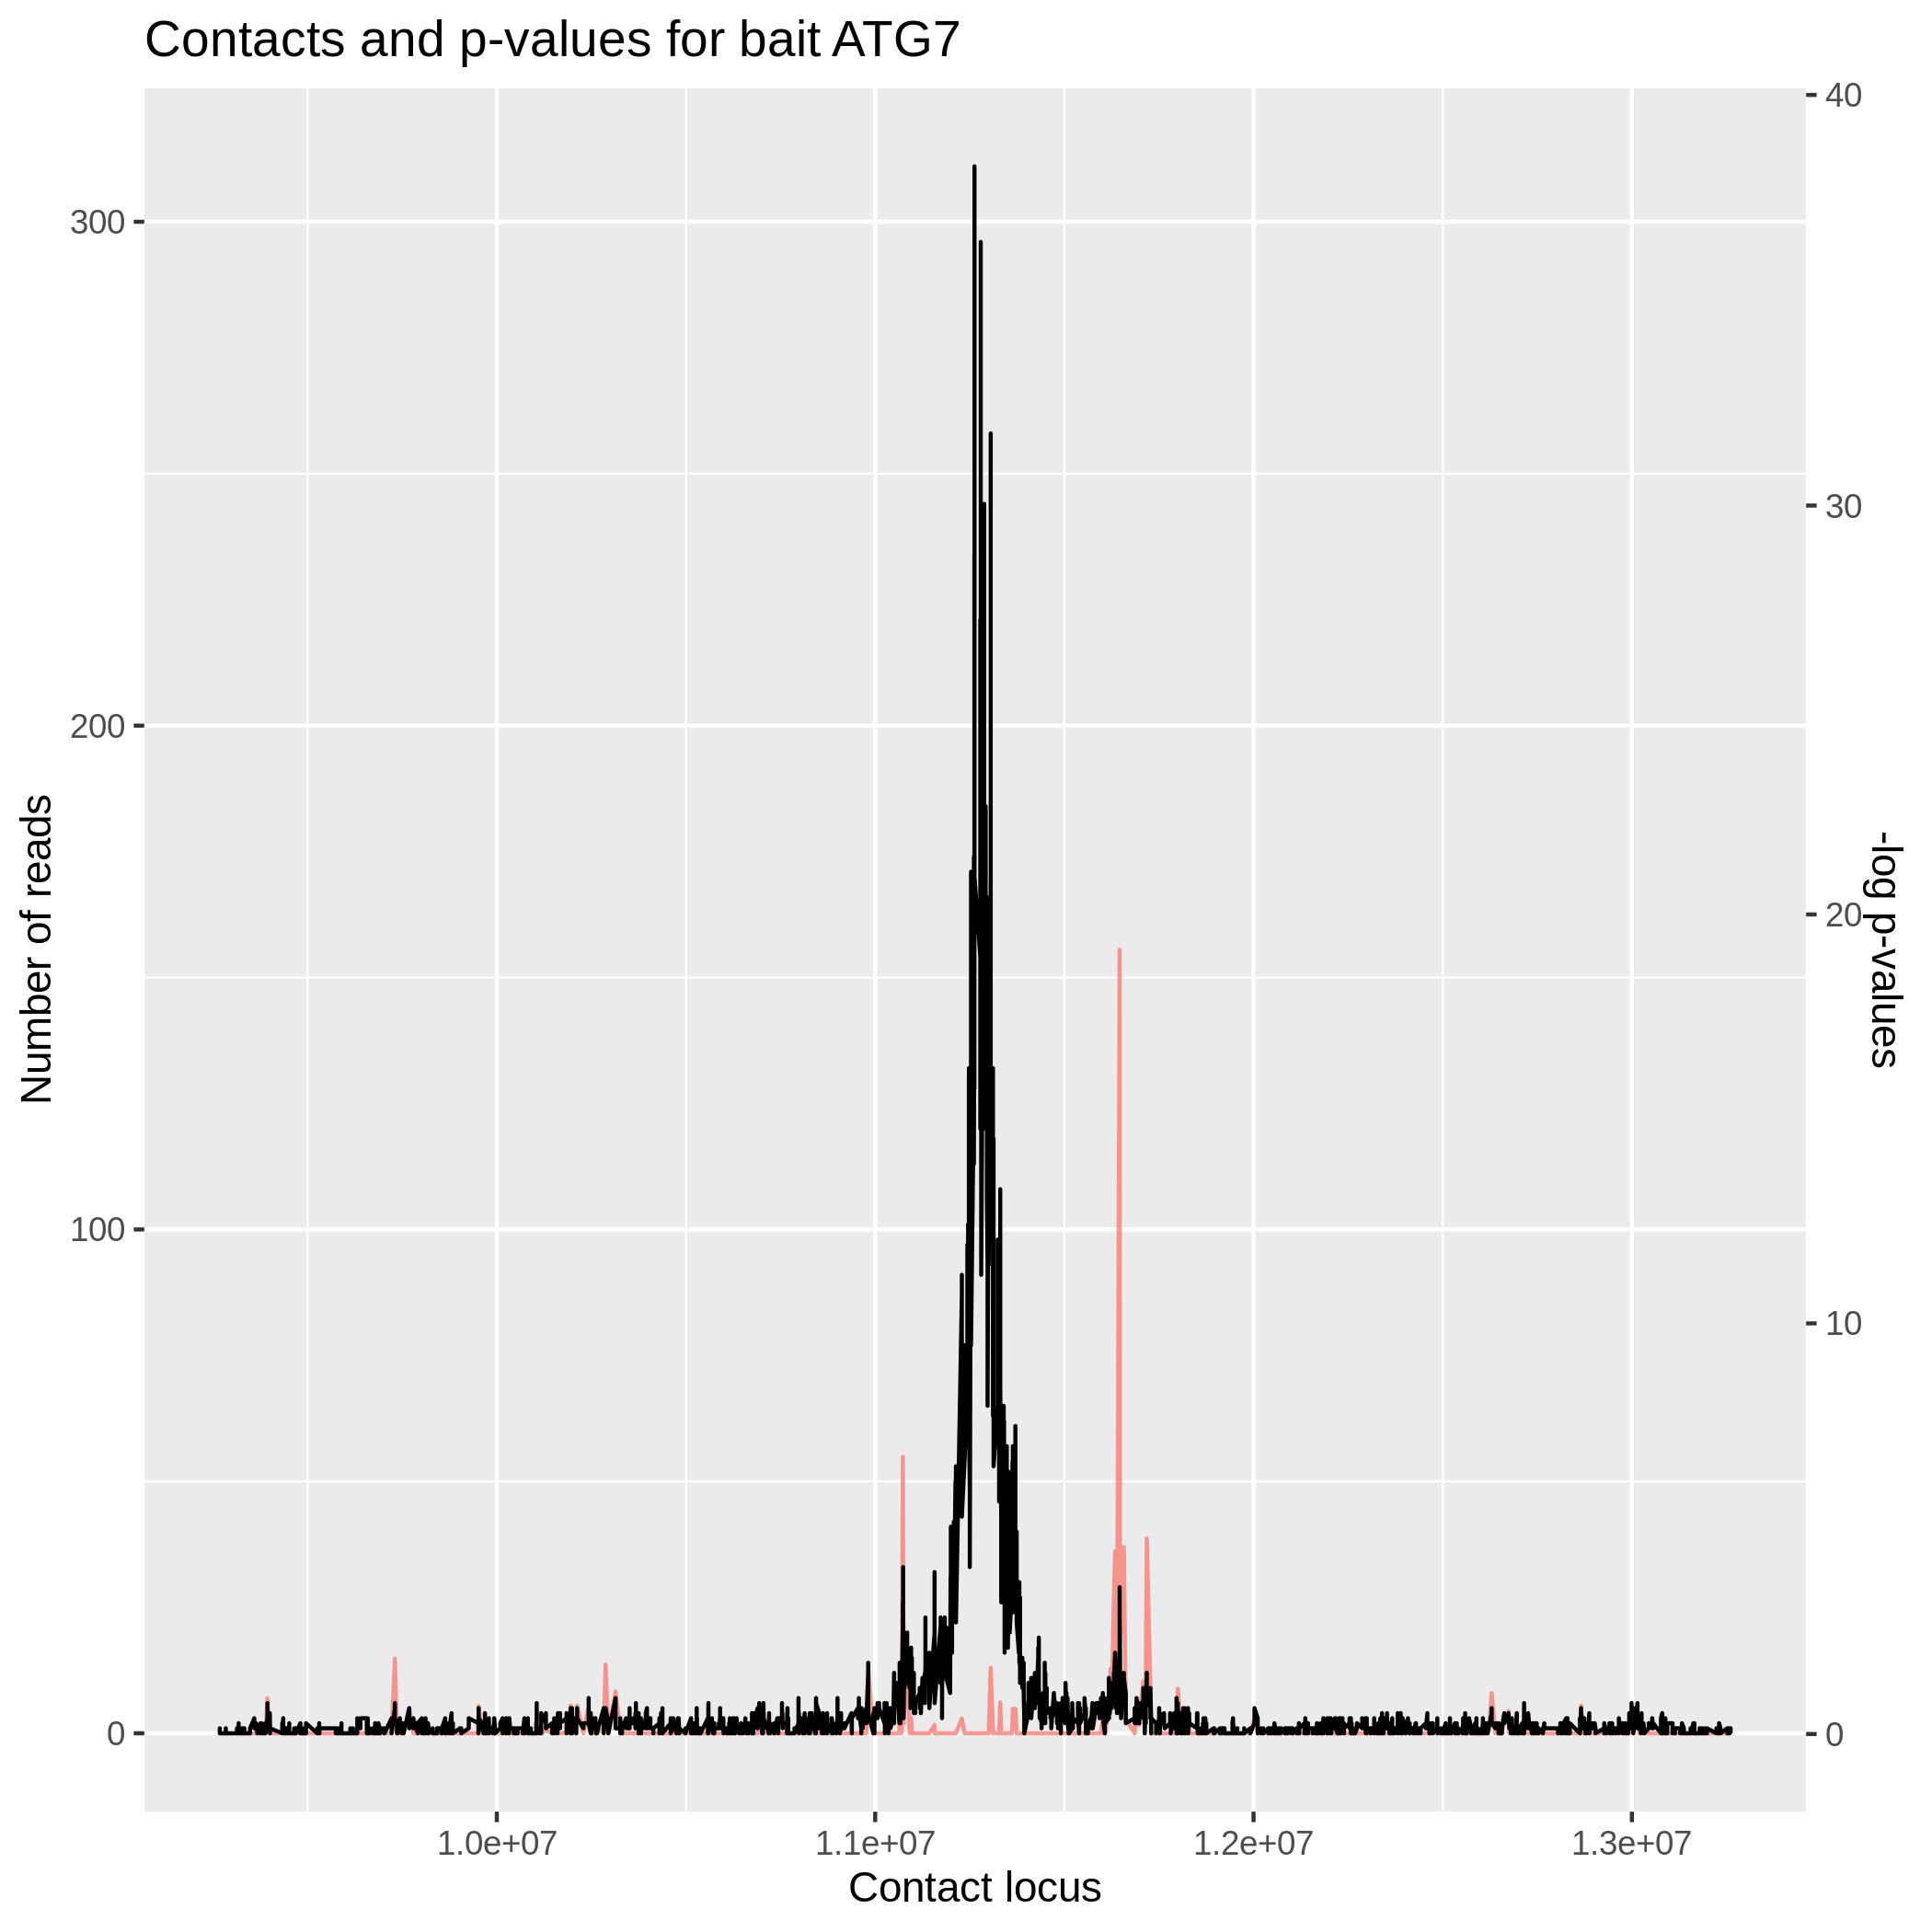 Contacts and p-values for bait ATG7
Number of reads
300
200
100
0
40
30
20
10
0
-log p-values
1.0e+07
1.1e+07
1.2e+07
1.3e+07
Contact locus